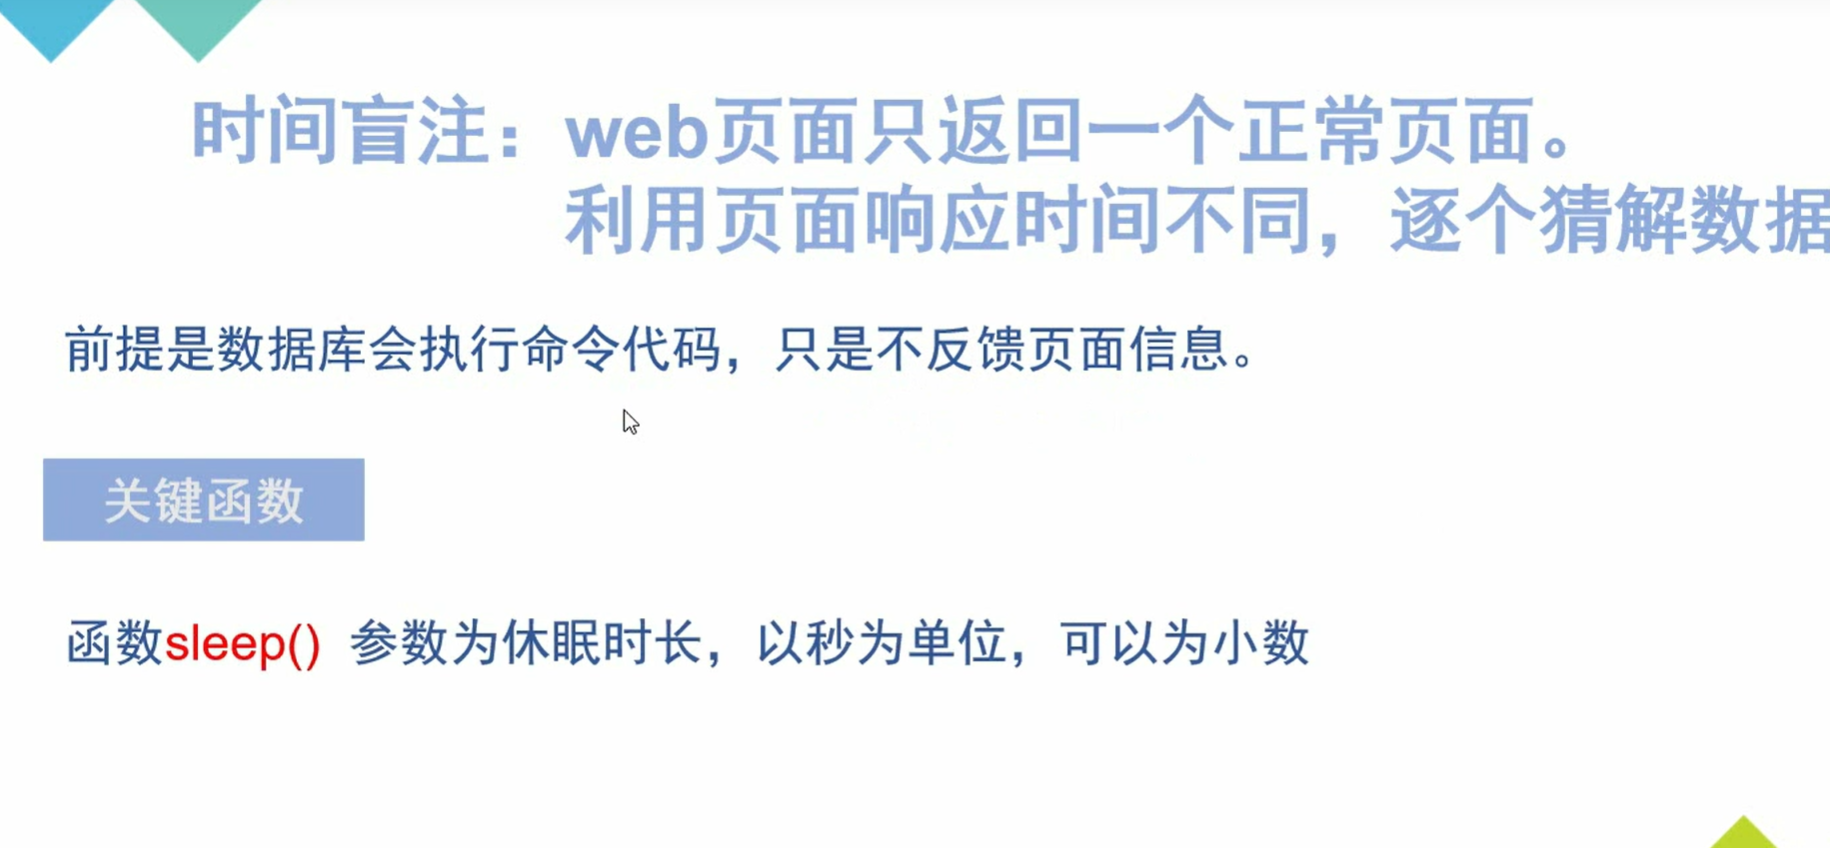 时间盲注：web页面只返回一个正常页面。
利用页面响应时间不同，逐个猜解数据
前提是数据库会执行命令代码，只是不反馈页面信息。
关键函数
函数sleep() 参数为休眠时长，以秒为单位，可以为小数